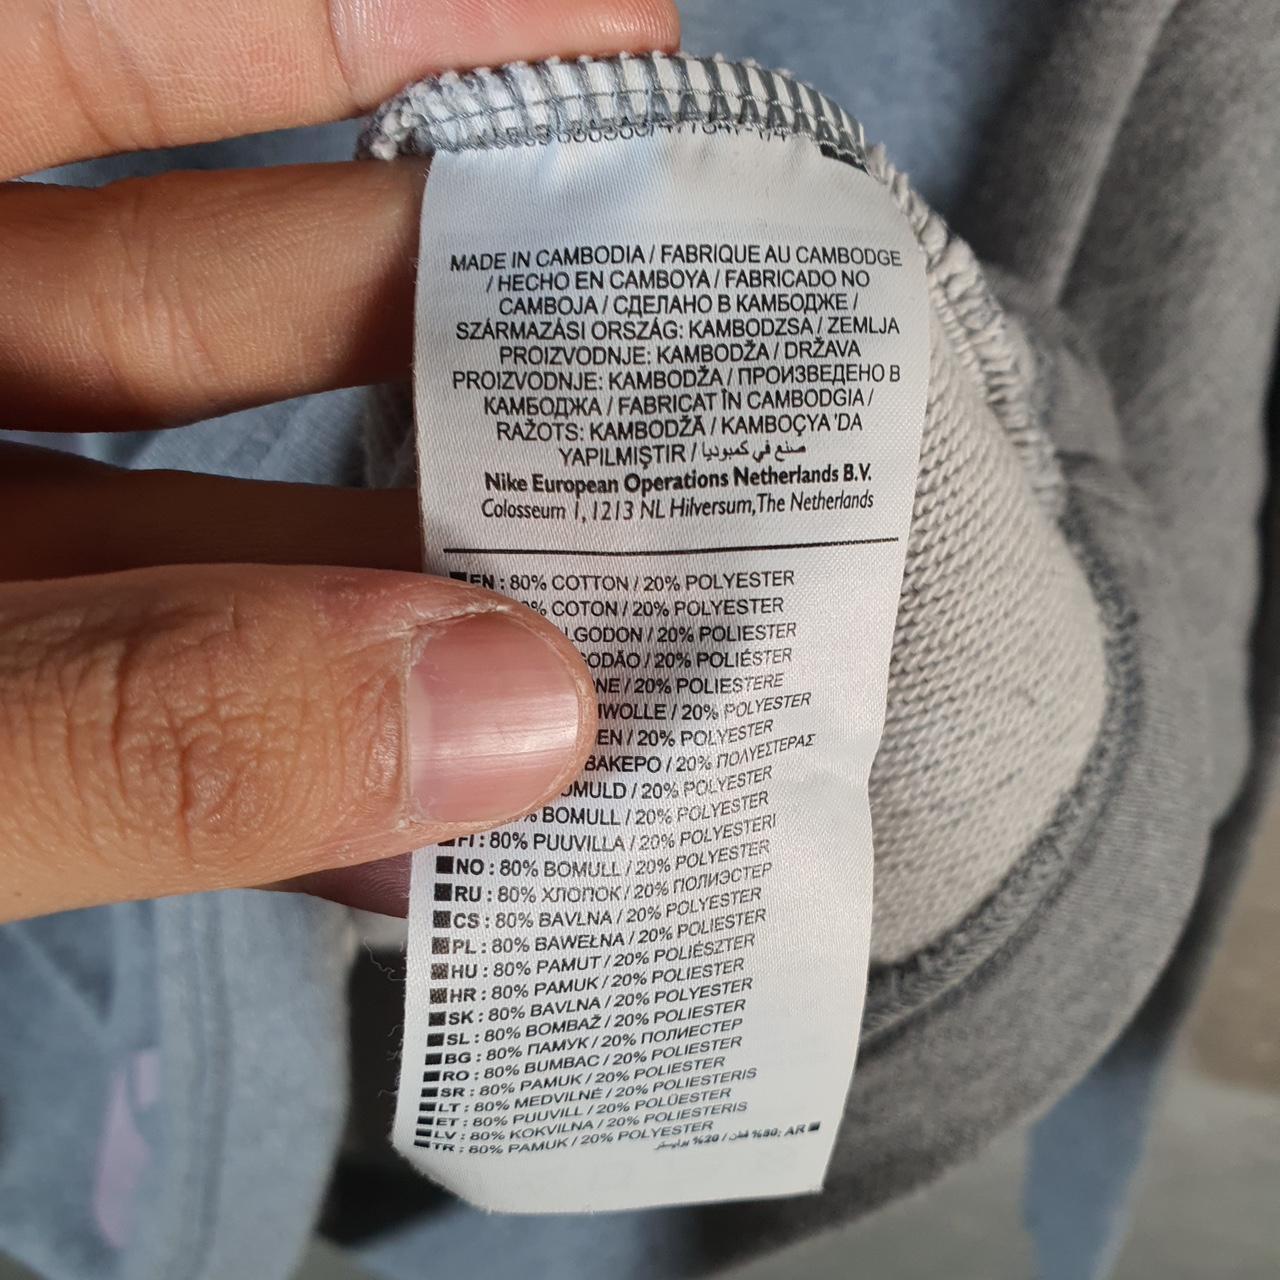 MADE IN CAMBODIA / FABRIQUE AU CAMBODGE
/ HECHO EN CAMBOYA / FABRICADO NO
CAMBOJA / СДЕЛАНО В КАМБОДЖЕ /
SZÁRMAZÁSI ORSZÁG: KAMBODZSA / ZEMLJA
PROIZVODNJE: KAMBODŽA / DRŽAVA
PROIZVODNJE: KAMBODŽA / ПРОИЗВЕДЕНО В
КАМБОДЖА / FABRICAT ÎN CAMBODGIA /
RAŽOTS: KAMBODŽĀ / KAMBOÇYA 'DA
YAPILMIŞTIR / صنع في كمبوديا
Nike European Operations Netherlands B.V.
Colosseum 1, 1213 NL Hilversum, The Netherlands
EN : 80% COTTON / 20% POLYESTER
% COTON / 20% POLYESTER
LGODON / 20% POLIESTER
ODÃO / 20% POLIÉSTER
NE / 20% POLIESTERE
WOLLE / 20% POLYESTER
EN / 20% POLYESTER
ΒΑΚΕΡΟ / 20% ΠΟΛΥΕΣΤΕΡΑΣ
OMULD / 20% POLYESTER
% BOMULL / 20% POLYESTER
FI : 80% PUUVILLA / 20% POLYESTERI
NO : 80% BOMULL / 20% POLYESTER
RU : 80% ХЛОПОК / 20% ПОЛИЭСТЕР
CS : 80% BAVLNA / 20% POLYESTER
PL : 80% BAWEŁNA / 20% POLIESTER
HU : 80% PAMUT / 20% POLIÉSZTER
HR : 80% PAMUK / 20% POLIESTER
SK : 80% BAVLNA / 20% POLYESTER
SL : 80% BOMBAŽ / 20% POLIESTER
BG : 80% ПАМУК / 20% ПОЛИЕСТЕР
RO : 80% BUMBAC / 20% POLIESTER
SR : 80% PAMUK / 20% POLIESTER
LT : 80% MEDVILNĖ / 20% POLIESTERIS
ET : 80% PUUVILL / 20% POLÜESTER
LV : 80% KOKVILNA / 20% POLIESTERIS
TR : 80% PAMUK / 20% POLYESTER
AR :80% قطن / 20% بوليستر